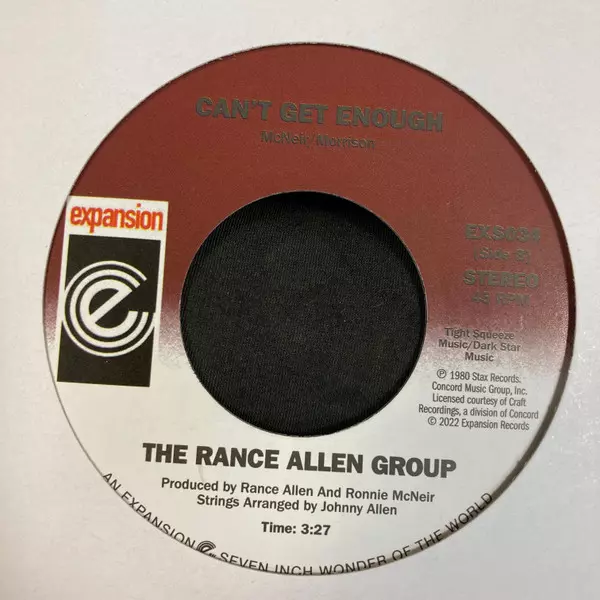 CAN'T GET ENOUGH
McNeir, Morrison
expansion
e
EXS034
(Side B)
STEREO
45 RPM
Tight Squeeze
Music/Dark Star
Music
℗ 1980 Stax Records.
Concord Music Group, Inc.
Licensed courtesy of Craft
Recordings, a division of Concord
© 2022 Expansion Records
THE RANCE ALLEN GROUP
Produced by Rance Allen And Ronnie McNeir
Strings Arranged by Johnny Allen
Time: 3:27
AN EXPANSION e SEVEN INCH WONDER OF THE WORLD